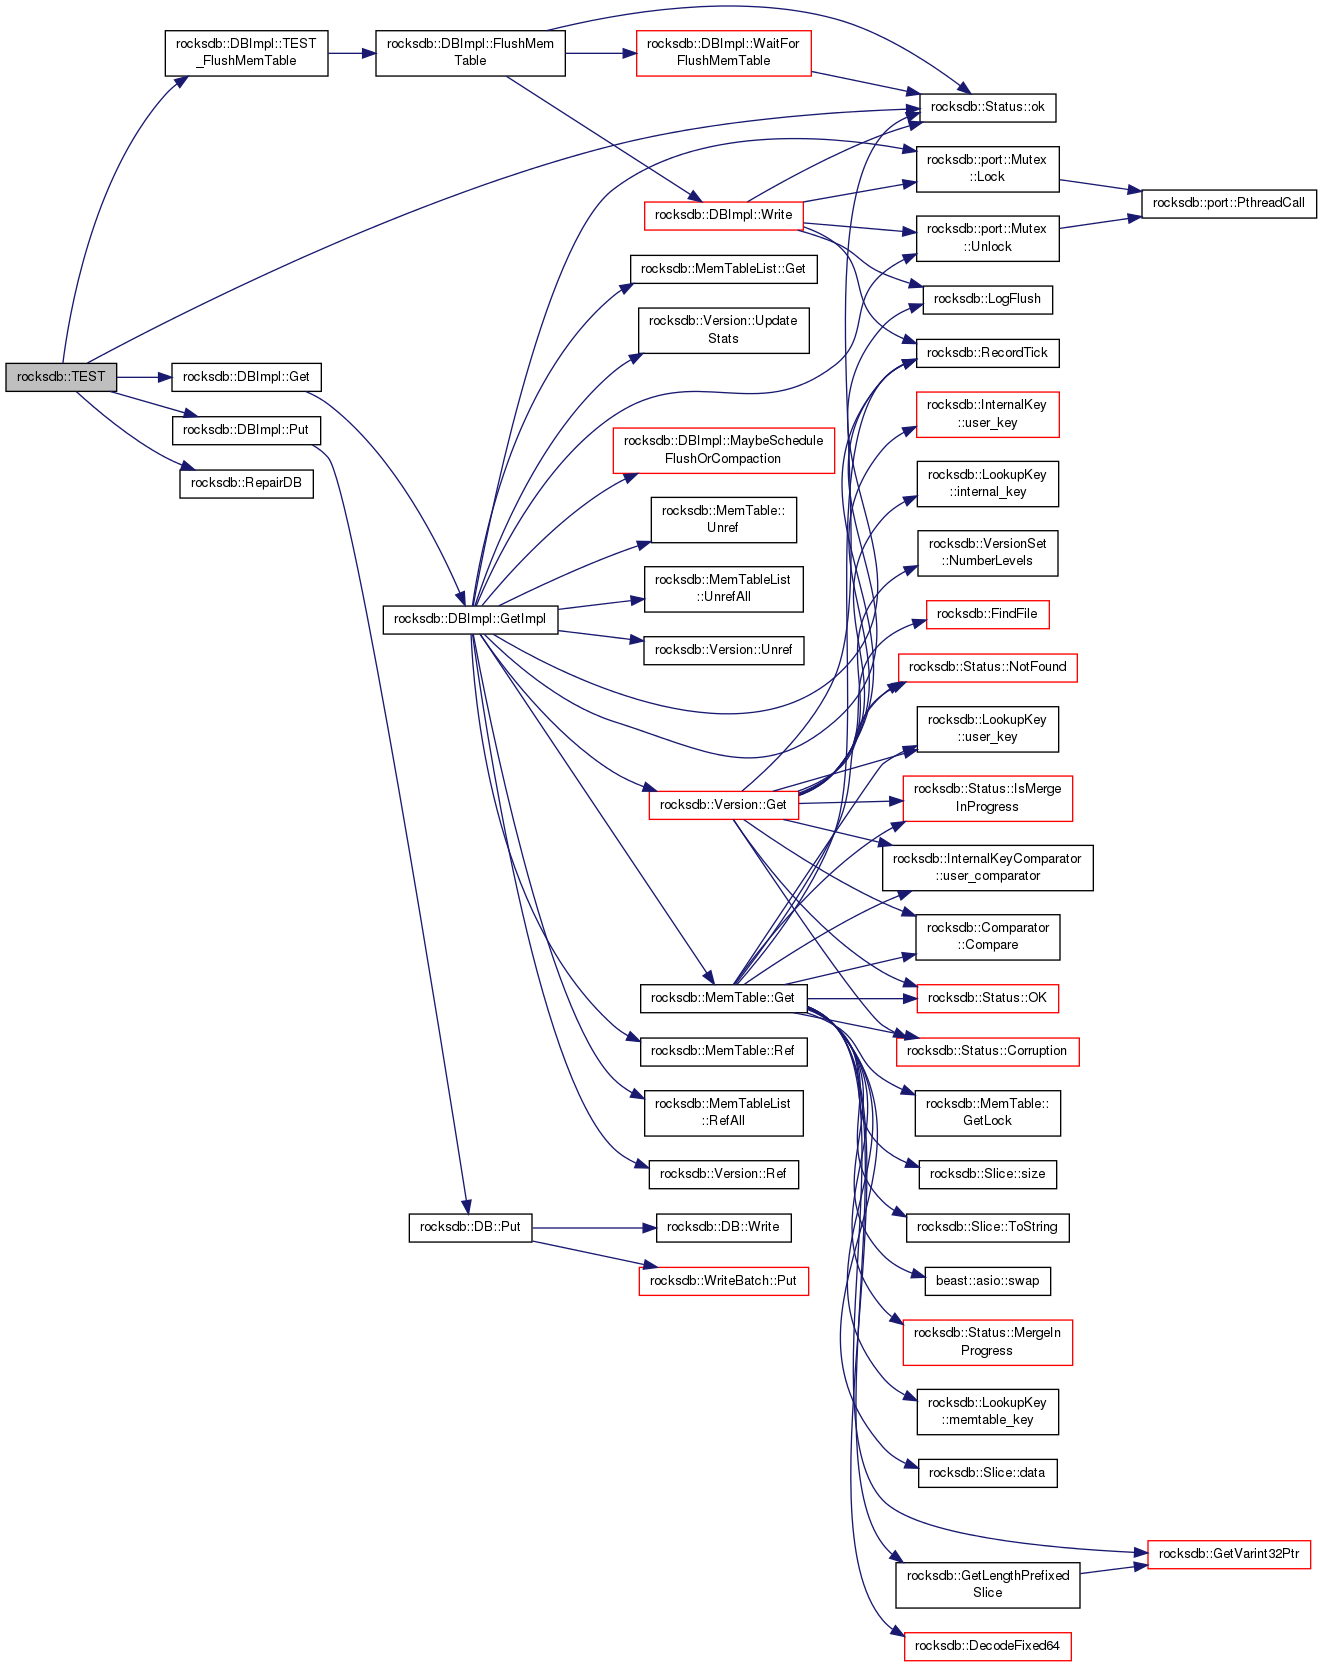 rocksdb::TEST
rocksdb::DBImpl::TEST
_FlushMemTable
rocksdb::DBImpl::Get
rocksdb::DBImpl::Put
rocksdb::RepairDB
rocksdb::DBImpl::FlushMem
Table
rocksdb::DBImpl::GetImpl
rocksdb::DB::Put
rocksdb::DBImpl::WaitFor
FlushMemTable
rocksdb::DBImpl::Write
rocksdb::MemTableList::Get
rocksdb::Version::Update
Stats
rocksdb::DBImpl::MaybeSchedule
FlushOrCompaction
rocksdb::MemTable::
Unref
rocksdb::MemTableList
::UnrefAll
rocksdb::Version::Unref
rocksdb::Version::Get
rocksdb::MemTable::Get
rocksdb::MemTable::Ref
rocksdb::MemTableList
::RefAll
rocksdb::Version::Ref
rocksdb::DB::Write
rocksdb::WriteBatch::Put
rocksdb::Status::ok
rocksdb::port::Mutex
::Lock
rocksdb::port::Mutex
::Unlock
rocksdb::LogFlush
rocksdb::RecordTick
rocksdb::InternalKey
::user_key
rocksdb::LookupKey
::internal_key
rocksdb::VersionSet
::NumberLevels
rocksdb::FindFile
rocksdb::Status::NotFound
rocksdb::LookupKey
::user_key
rocksdb::Status::IsMerge
InProgress
rocksdb::InternalKeyComparator
::user_comparator
rocksdb::Comparator
::Compare
rocksdb::Status::OK
rocksdb::Status::Corruption
rocksdb::MemTable::
GetLock
rocksdb::Slice::size
rocksdb::Slice::ToString
beast::asio::swap
rocksdb::Status::MergeIn
Progress
rocksdb::LookupKey
::memtable_key
rocksdb::Slice::data
rocksdb::GetLengthPrefixed
Slice
rocksdb::DecodeFixed64
rocksdb::port::PthreadCall
rocksdb::GetVarint32Ptr